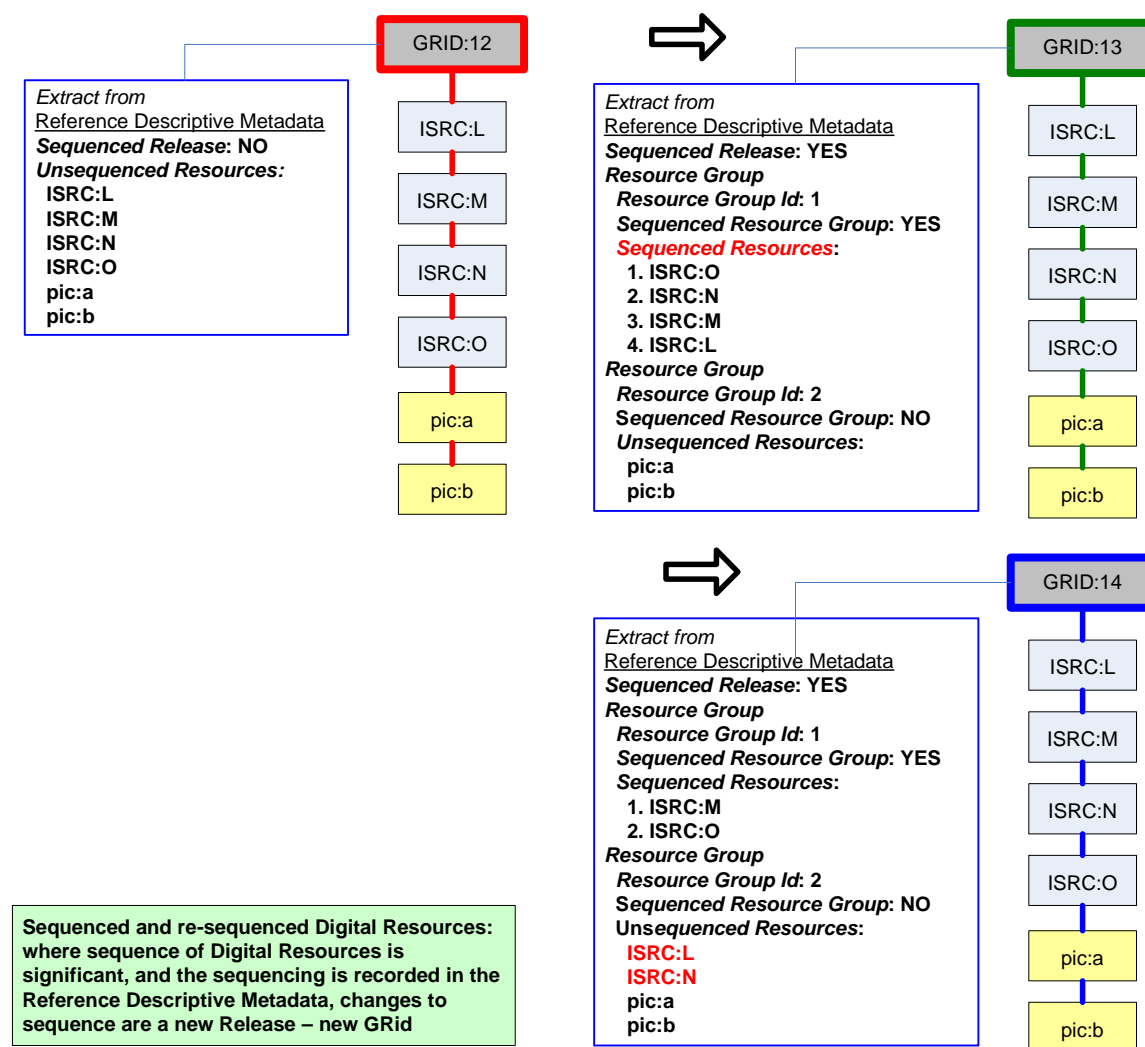 GRID:12
Extract from
Reference Descriptive Metadata
Sequenced Release: NO
Unsequenced Resources:
ISRC:L
ISRC:M
ISRC:N
ISRC:O
pic:a
pic:b
ISRC:L
ISRC:M
ISRC:N
ISRC:O
pic:a
pic:b
GRID:13
Extract from
Reference Descriptive Metadata
Sequenced Release: YES
Resource Group
Resource Group Id: 1
Sequenced Resource Group: YES
Sequenced Resources:
1. ISRC:O
2. ISRC:N
3. ISRC:M
4. ISRC:L
Resource Group
Resource Group Id: 2
Sequenced Resource Group: NO
Unsequenced Resources:
pic:a
pic:b
ISRC:L
ISRC:M
ISRC:N
ISRC:O
pic:a
pic:b
GRID:14
Extract from
Reference Descriptive Metadata
Sequenced Release: YES
Resource Group
Resource Group Id: 1
Sequenced Resource Group: YES
Sequenced Resources:
1. ISRC:M
2. ISRC:O
Resource Group
Resource Group Id: 2
Sequenced Resource Group: NO
Unsequenced Resources:
ISRC:L
ISRC:N
pic:a
pic:b
ISRC:L
ISRC:M
ISRC:N
ISRC:O
pic:a
pic:b
Sequenced and re-sequenced Digital Resources:
where sequence of Digital Resources is
significant, and the sequencing is recorded in the
Reference Descriptive Metadata, changes to
sequence are a new Release – new GRid